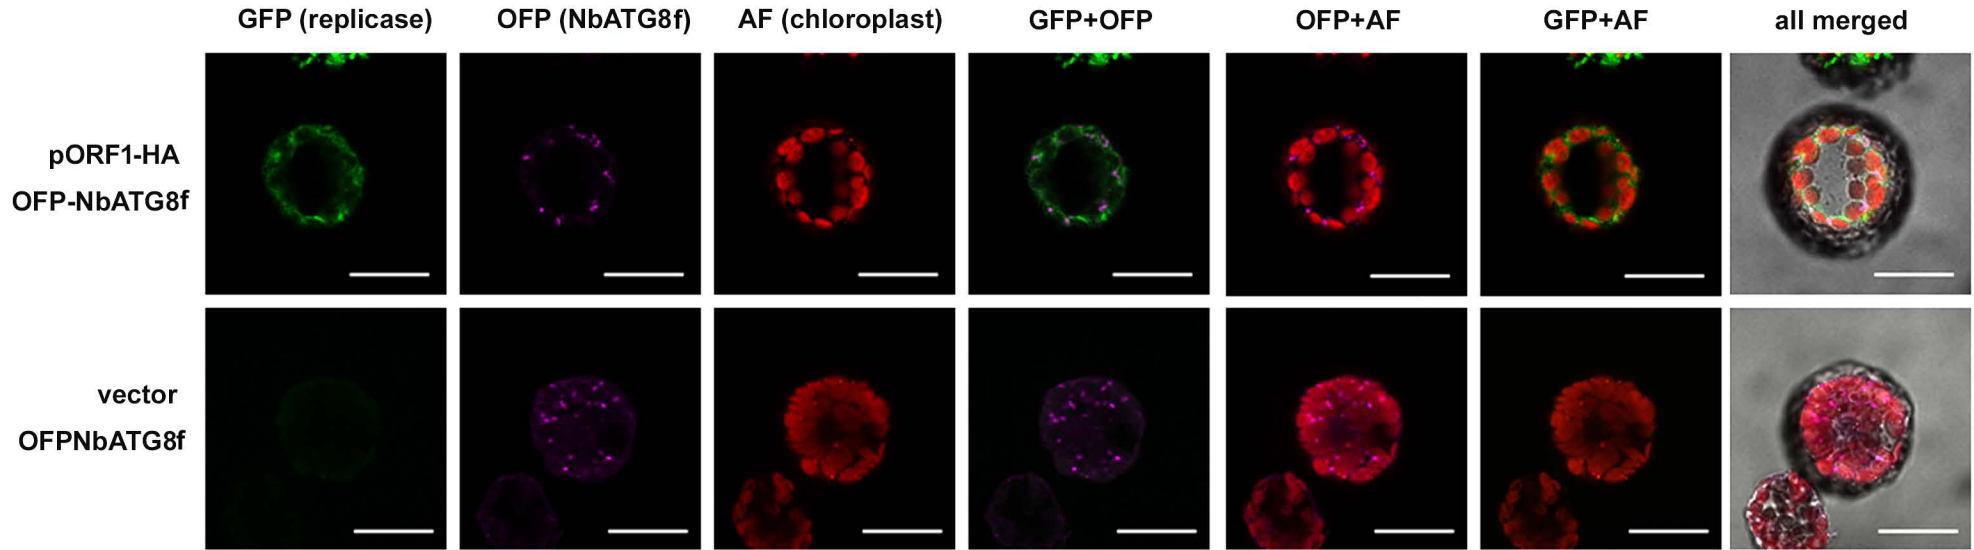 GFP (replicase) OFP (NbATG8f) AF (chloroplast) GFP+OFP OFP+AF GFP+AF all merged
pORF1-HA
OFP-NbATG8f
vector
OFPNbATG8f